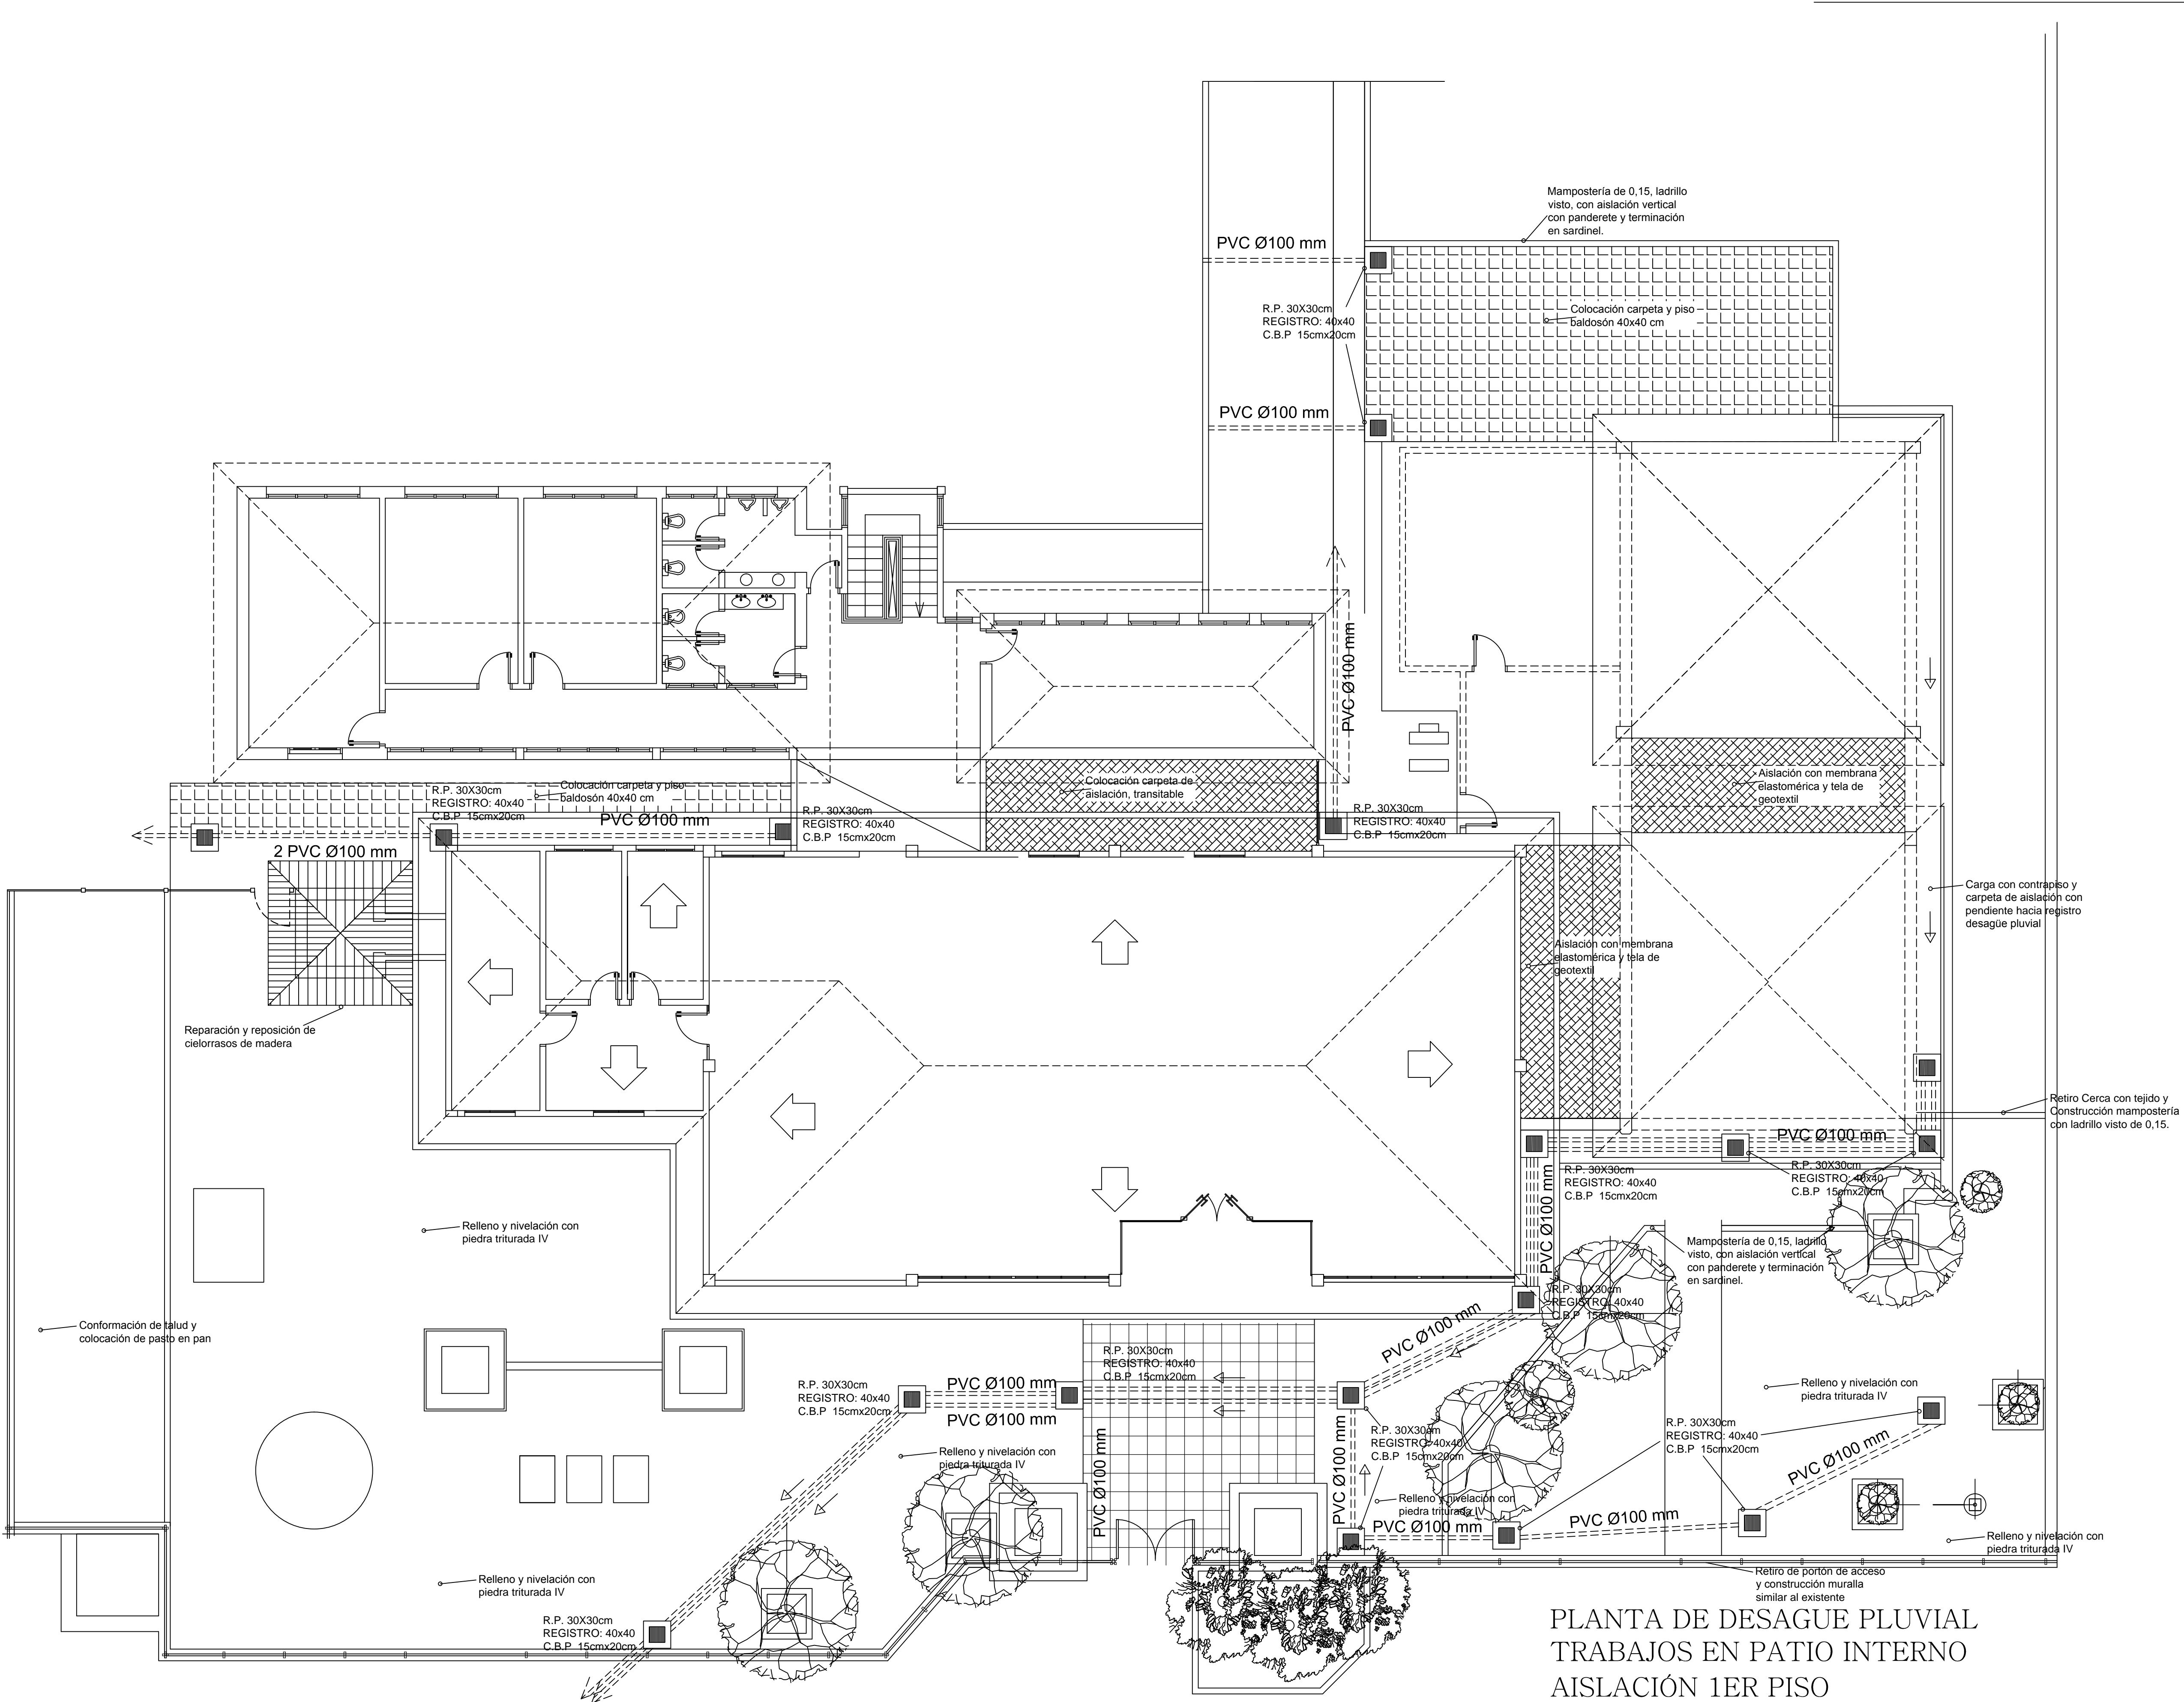 Mampostería de 0,15, ladrillo
visto, con aislación vertical
con panderete y terminación
en sardinel.
PVC Ø100 mm
R.P. 30X30cm
REGISTRO: 40x40
C.B.P 15cmx20cm
Colocación carpeta y piso
baldosón 40x40 cm
PVC Ø100 mm
PVC Ø100 mm
Colocación carpeta y piso
baldosón 40x40 cm
R.P. 30X30cm
REGISTRO: 40x40
C.B.P 15cmx20cm
PVC Ø100 mm
R.P. 30X30cm
REGISTRO: 40x40
C.B.P 15cmx20cm
Colocación carpeta de
aislación, transitable
R.P. 30X30cm
REGISTRO: 40x40
C.B.P 15cmx20cm
Aislación con membrana
elastomérica y tela de
geotextil
2 PVC Ø100 mm
Carga con contrapiso y
carpeta de aislación con
pendiente hacia registro
desagüe pluvial
Aislación con membrana
elastomérica y tela de
geotextil
Reparación y reposición de
cielorrasos de madera
Retiro Cerca con tejido y
Construcción mampostería
con ladrillo visto de 0,15.
PVC Ø100 mm
R.P. 30X30cm
REGISTRO: 40x40
C.B.P 15cmx20cm
R.P. 30X30cm
REGISTRO: 40x40
C.B.P 15cmx20cm
PVC Ø100 mm
Relleno y nivelación con
piedra triturada IV
Mampostería de 0,15, ladrillo
visto, con aislación vertical
con panderete y terminación
en sardinel.
R.P. 30X30cm
REGISTRO: 40x40
C.B.P 15cmx20cm
Conformación de talud y
colocación de pasto en pan
PVC Ø100 mm
R.P. 30X30cm
REGISTRO: 40x40
C.B.P 15cmx20cm
R.P. 30X30cm
REGISTRO: 40x40
C.B.P 15cmx20cm
PVC Ø100 mm
PVC Ø100 mm
Relleno y nivelación con
piedra triturada IV
R.P. 30X30cm
REGISTRO: 40x40
C.B.P 15cmx20cm
R.P. 30X30cm
REGISTRO: 40x40
C.B.P 15cmx20cm
PVC Ø100 mm
Relleno y nivelación con
piedra triturada IV
PVC Ø100 mm
PVC Ø100 mm
Relleno y nivelación con
piedra triturada IV
PVC Ø100 mm
PVC Ø100 mm
Relleno y nivelación con
piedra triturada IV
Relleno y nivelación con
piedra triturada IV
Retiro de portón de acceso
y construcción muralla
similar al existente
R.P. 30X30cm
REGISTRO: 40x40
C.B.P 15cmx20cm
PLANTA DE DESAGUE PLUVIAL
TRABAJOS EN PATIO INTERNO
AISLACIÓN 1ER PISO